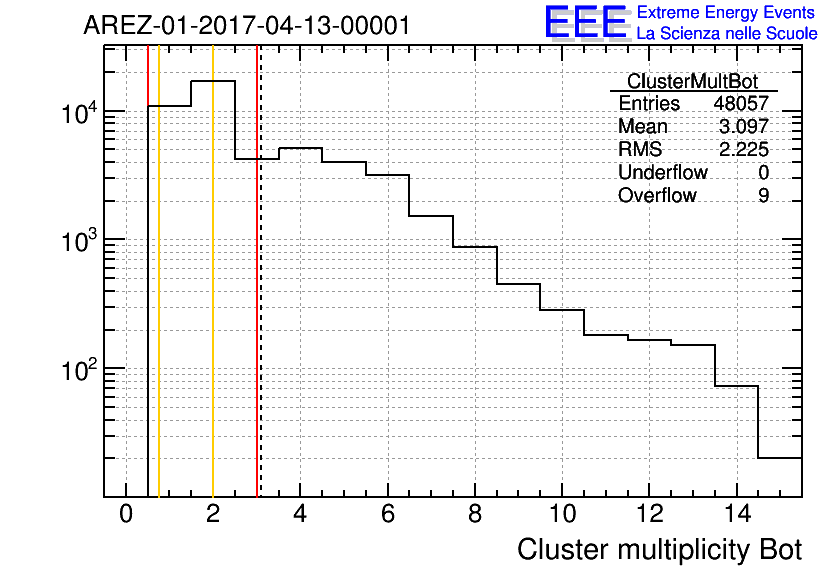 AREZ-01-2017-04-13-00001
EEE Extreme Energy Events
La Scienza nelle Scuole
ClusterMultBot
Entries 48057
Mean 3.097
RMS 2.225
Underflow 0
Overflow 9
10^4
10^3
10^2
0 2 4 6 8 10 12 14
Cluster multiplicity Bot